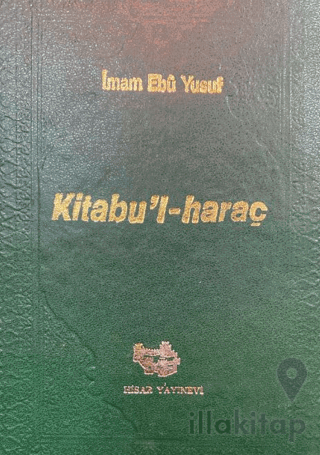 İmam Ebû Yusuf
Kitabu'l-haraç
HİSAR YAYINEVİ
illakitap